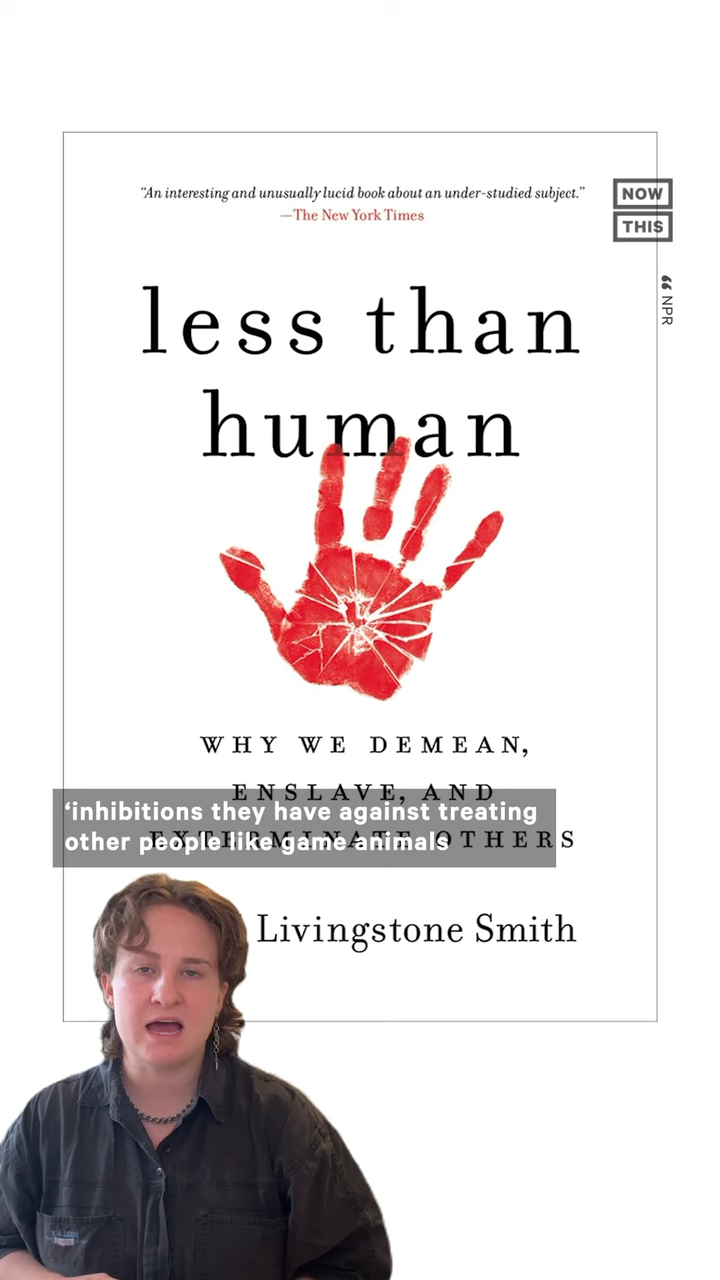 “An interesting and unusually lucid book about an under-studied subject.”
—The New York Times
NOW
THIS
❝ NPR
less than
human
WHY WE DEMEAN,
ENSLAVE, AND
EXTERMINATE OTHERS
‘inhibitions they have against treating
other people like game animals
Livingstone Smith